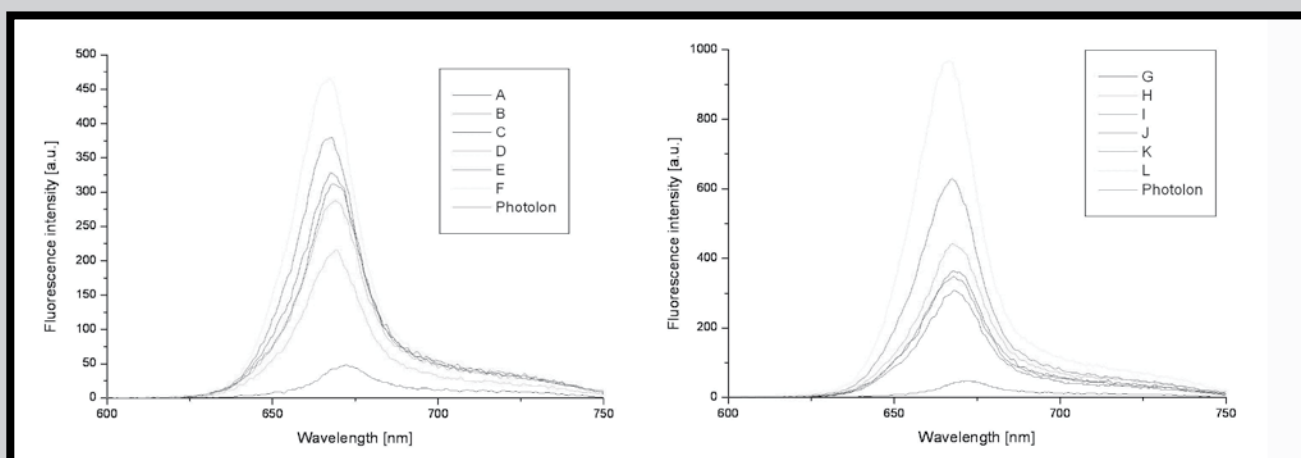 500
450
400
350
300
250
200
150
100
50
0
Fluorescence intensity [a.u.]
600
650
700
750
Wavelength [nm]
A
B
C
D
E
F
Photolon
1000
800
600
400
200
0
Fluorescence intensity [a.u.]
600
650
700
750
Wavelength [nm]
G
H
I
J
K
L
Photolon